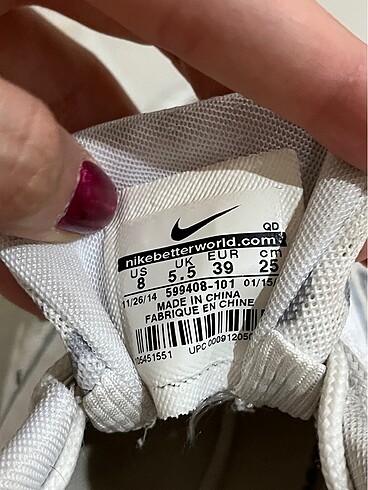 QD
nikebetterworld.com
US UK EUR cm
8 5.5 39 25
11/26/14 599408-101 01/15/
MADE IN CHINA
FABRIQUE EN CHINE
UPC 000912050